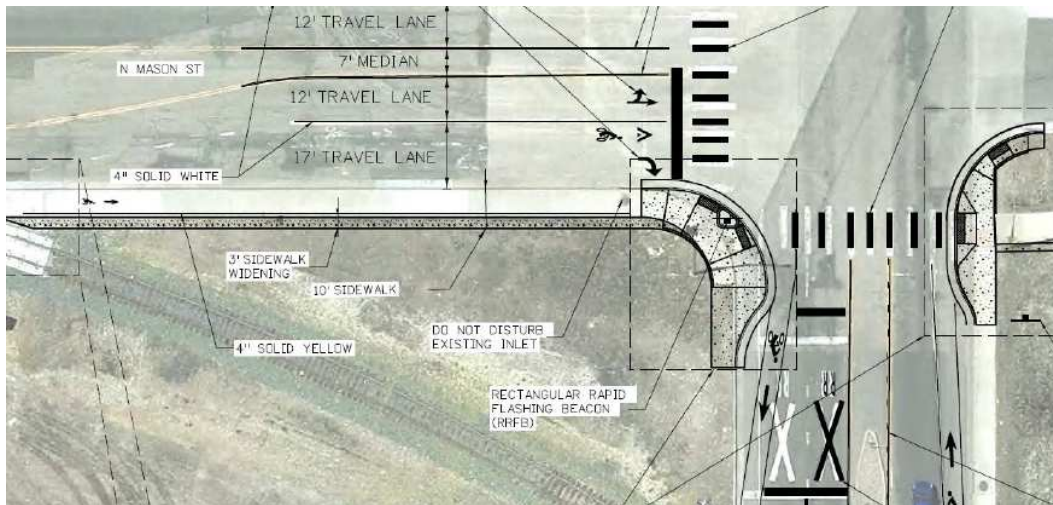 12' TRAVEL LANE
7' MEDIAN
N MASON ST
12' TRAVEL LANE
17' TRAVEL LANE
4" SOLID WHITE
3' SIDEWALK
WIDENING
10' SIDEWALK
DO NOT DISTURB
EXISTING INLET
4" SOLID YELLOW
RECTANGULAR RAPID
FLASHING BEACON
(RRFB)
R R
R R